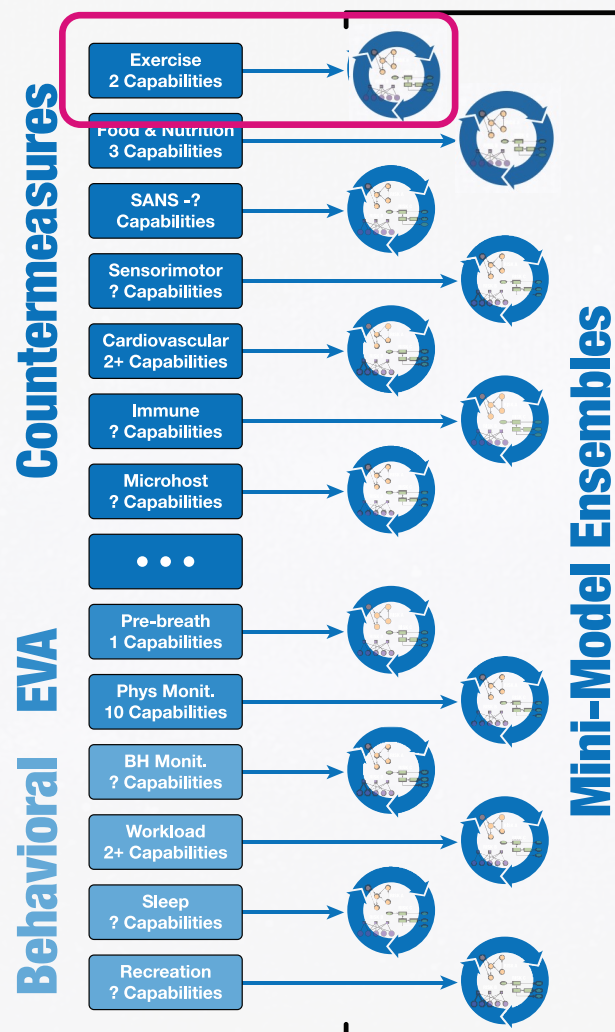 Countermeasures
Exercise
2 Capabilities
Food & Nutrition
3 Capabilities
SANS -?
Capabilities
Sensorimotor
? Capabilities
Cardiovascular
2+ Capabilities
Immune
? Capabilities
Microhost
? Capabilities
• • •
EVA
Pre-breath
1 Capabilities
Phys Monit.
10 Capabilities
Behavioral
BH Monit.
? Capabilities
Workload
2+ Capabilities
Sleep
? Capabilities
Recreation
? Capabilities
Mini-Model Ensembles